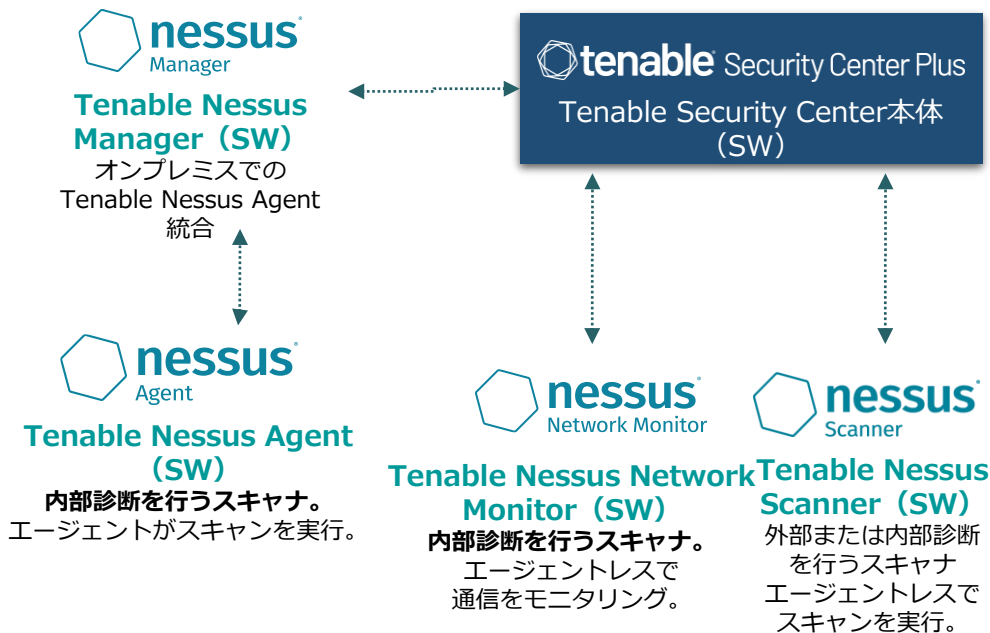 nessus
Manager
Tenable Nessus
Manager（SW）
オンプレミスでの
Tenable Nessus Agent
統合
tenable Security Center Plus
Tenable Security Center本体
（SW）
nessus
Agent
Tenable Nessus Agent
（SW）
内部診断を行うスキャナ。
エージェントがスキャンを実行。
nessus
Network Monitor
Tenable Nessus Network
Monitor（SW）
内部診断を行うスキャナ。
エージェントレスで
通信をモニタリング。
nessus
Scanner
Tenable Nessus
Scanner（SW）
外部または内部診断
を行うスキャナ
エージェントレスで
スキャンを実行。